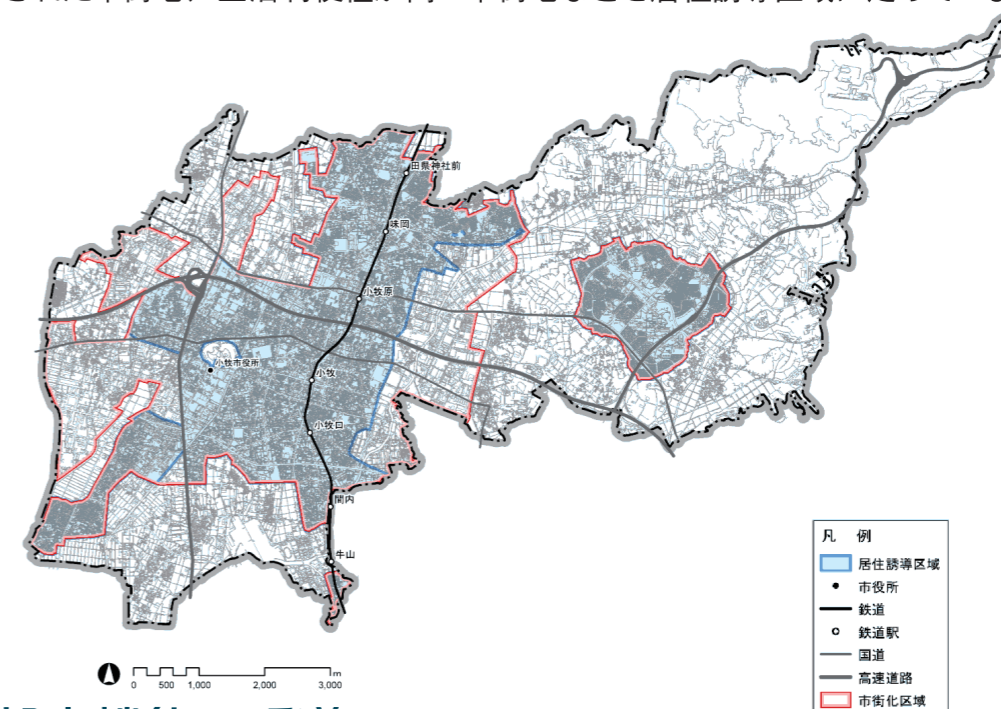 田県神社前
味岡
小牧原
小牧市役所
小牧
小牧口
間内
牛山
凡 例
居住誘導区域
市役所
鉄道
鉄道駅
国道
高速道路
市街化区域
0 500 1,000 2,000 3,000 m